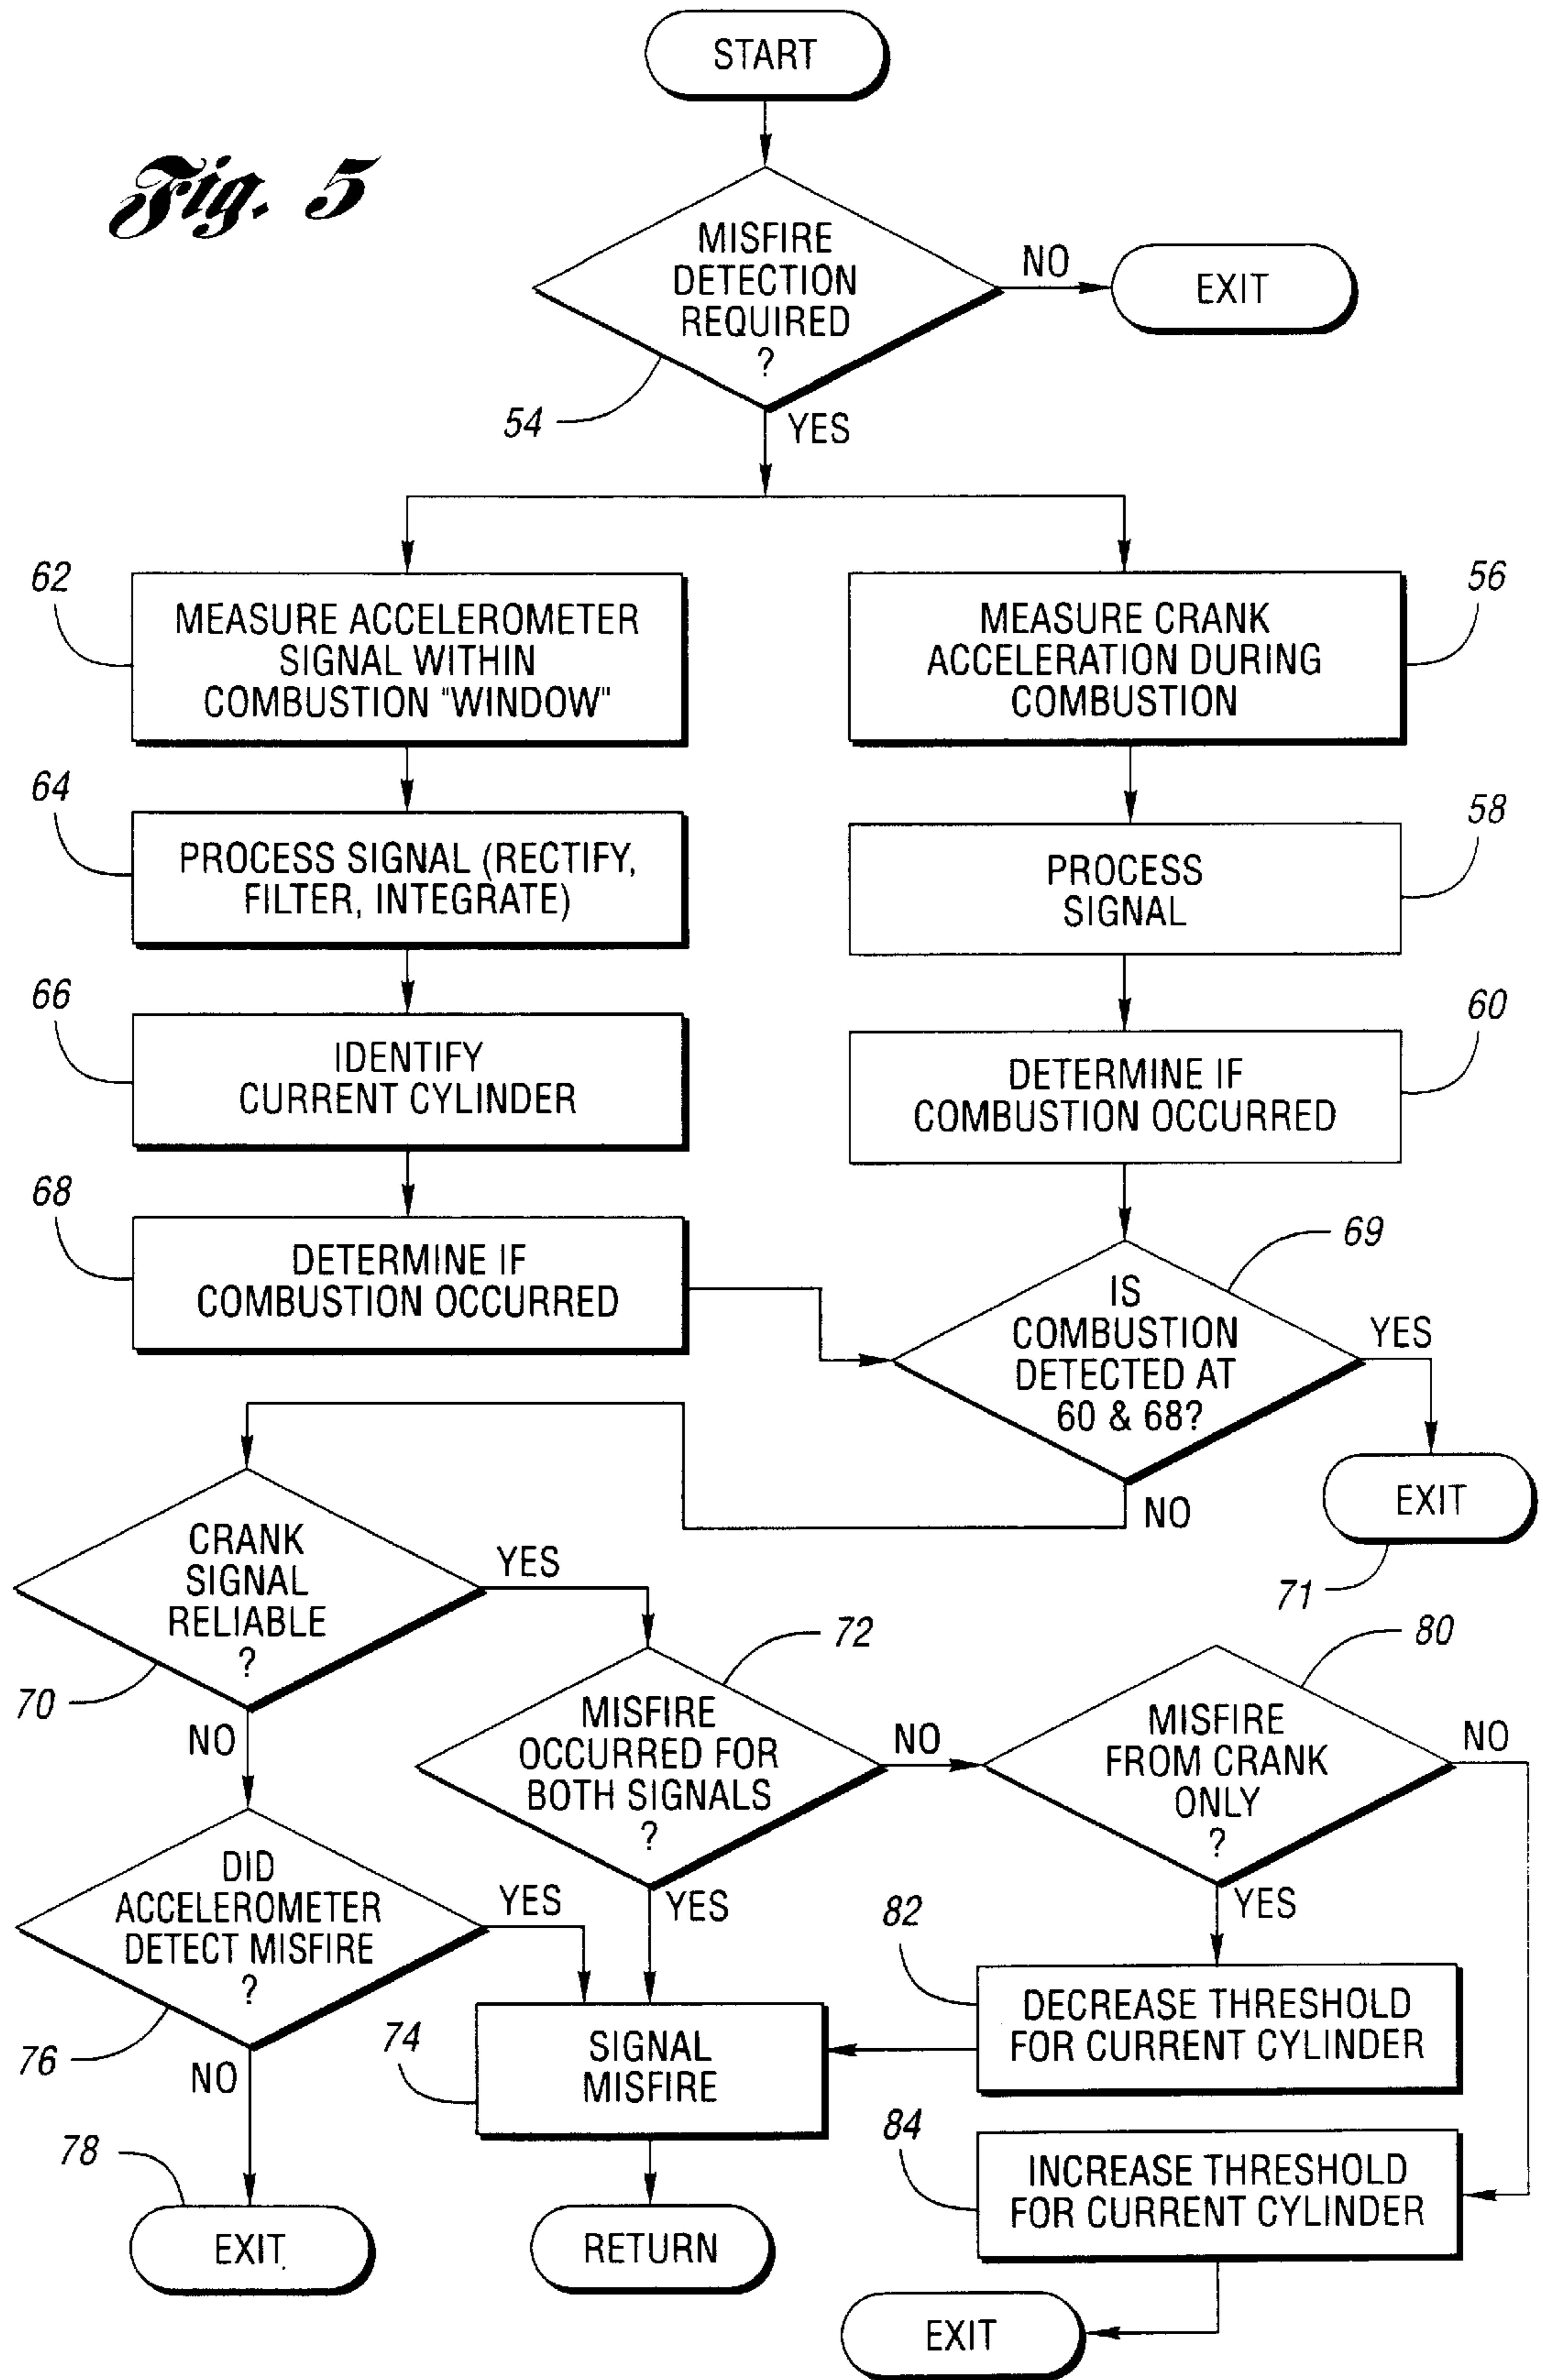 START
Fig. 5
MISFIRE
DETECTION
REQUIRED
?
NO
EXIT
54
YES
62
MEASURE ACCELEROMETER
SIGNAL WITHIN
COMBUSTION "WINDOW"
56
MEASURE CRANK
ACCELERATION DURING
COMBUSTION
64
PROCESS SIGNAL (RECTIFY,
FILTER, INTEGRATE)
58
PROCESS
SIGNAL
66
IDENTIFY
CURRENT CYLINDER
60
DETERMINE IF
COMBUSTION OCCURRED
68
DETERMINE IF
COMBUSTION OCCURRED
69
IS
COMBUSTION
DETECTED AT
60 & 68?
YES
EXIT
71
NO
CRANK
SIGNAL
RELIABLE
?
YES
70
NO
72
MISFIRE
OCCURRED FOR
BOTH SIGNALS
?
NO
YES
80
MISFIRE
FROM CRANK
ONLY
?
NO
YES
DID
ACCELEROMETER
DETECT MISFIRE
?
YES
76
NO
74
SIGNAL
MISFIRE
82
DECREASE THRESHOLD
FOR CURRENT CYLINDER
84
INCREASE THRESHOLD
FOR CURRENT CYLINDER
78
EXIT
RETURN
EXIT